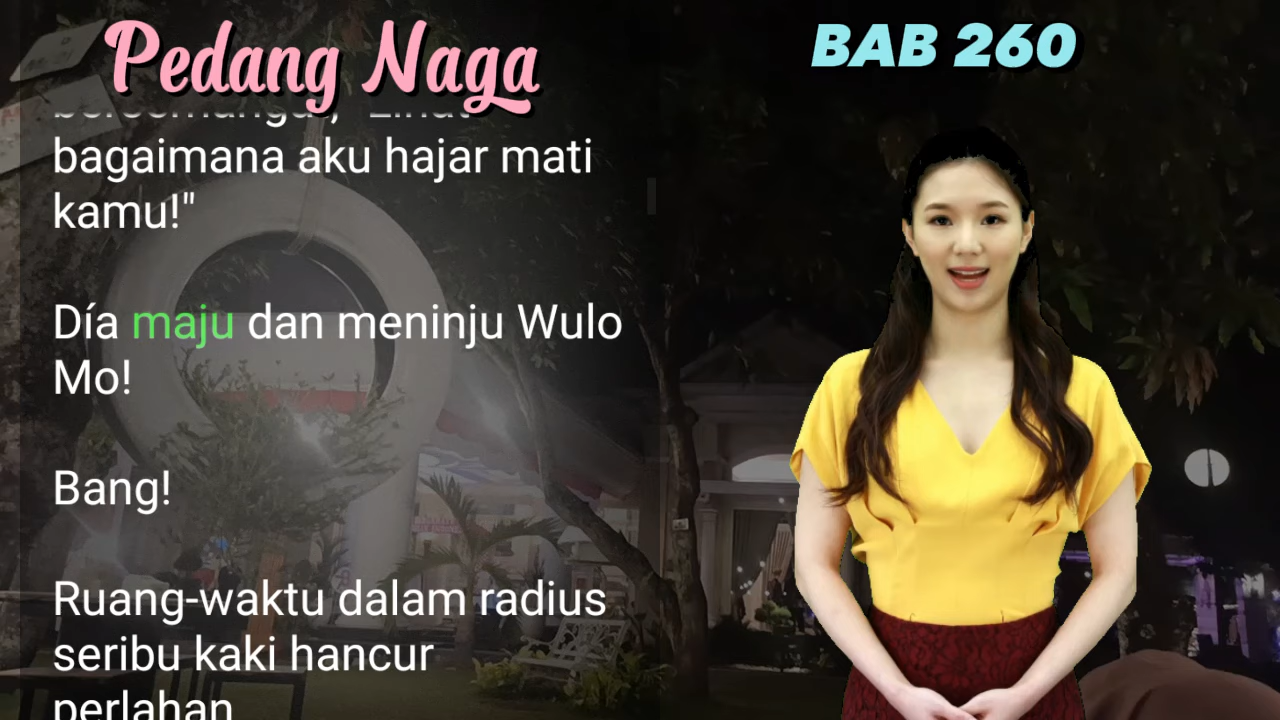 Pedang Naga
BAB 260
bagaimana aku hajar mati
kamu!"
Día maju dan meninju Wulo
Mo!
Bang!
Ruang-waktu dalam radius
seribu kaki hancur
perlahan